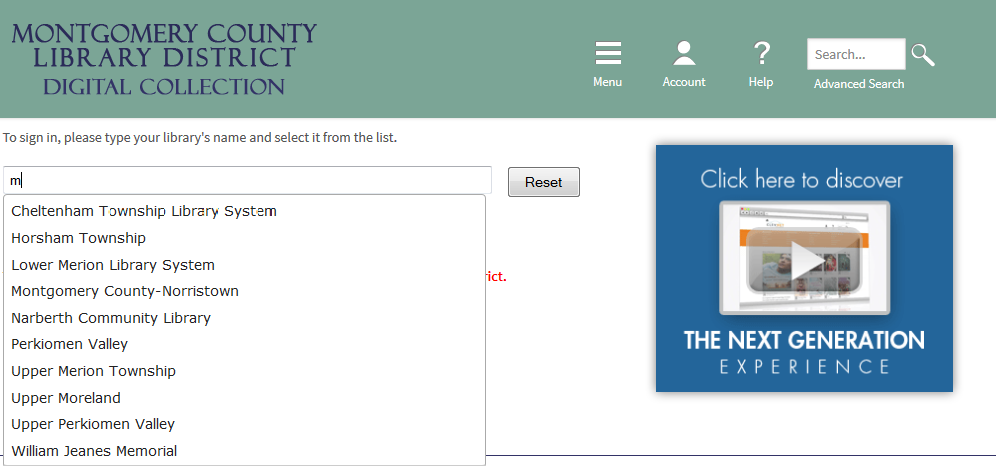 MONTGOMERY COUNTY
LIBRARY DISTRICT
DIGITAL COLLECTION
Menu
Account
?
Help
Search...
Advanced Search
To sign in, please type your library's name and select it from the list.
m
Reset
Cheltenham Township Library System
Horsham Township
Lower Merion Library System
Montgomery County-Norristown
Narberth Community Library
Perkiomen Valley
Upper Merion Township
Upper Moreland
Upper Perkiomen Valley
William Jeanes Memorial
rict.
Click here to discover
THE NEXT GENERATION
EXPERIENCE